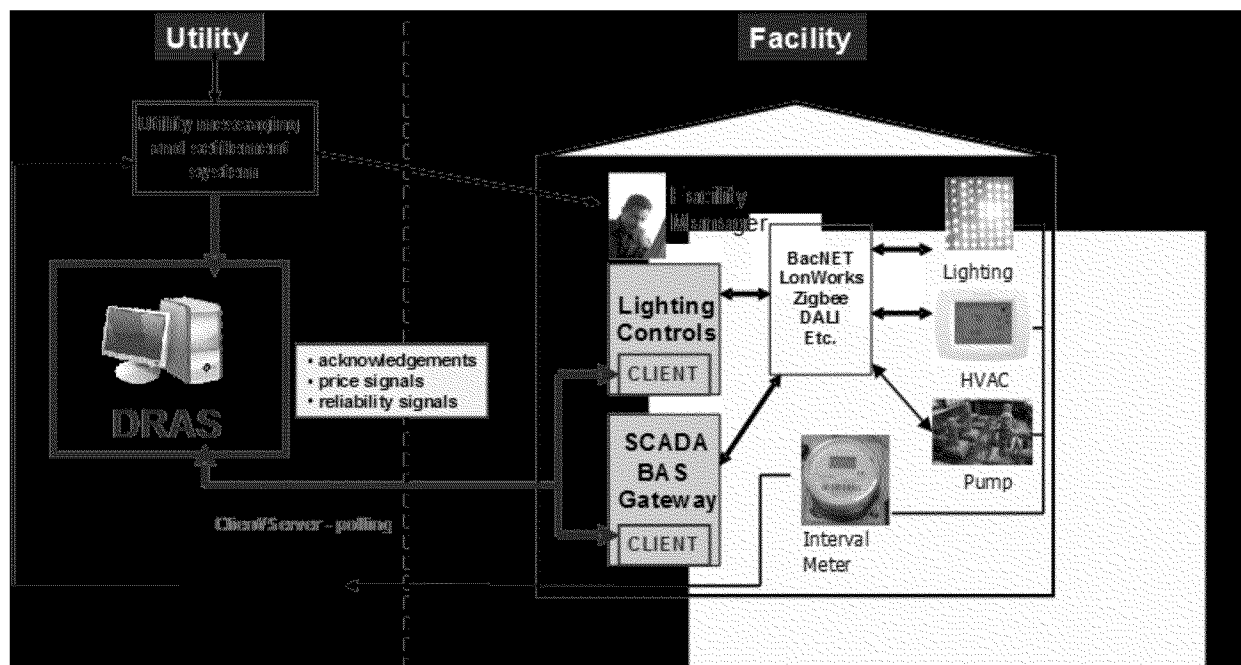 Utility
Facility
Utility messaging
and settlement
system
Facility
Manager
BacNET
LonWorks
Zigbee
DALI
Etc.
Lighting
Lighting
Controls
CLIENT
HVAC
• acknowledgements
• price signals
• reliability signals
DRAS
SCADA
BAS
Gateway
CLIENT
Pump
Interval
Meter
Client/Server - polling